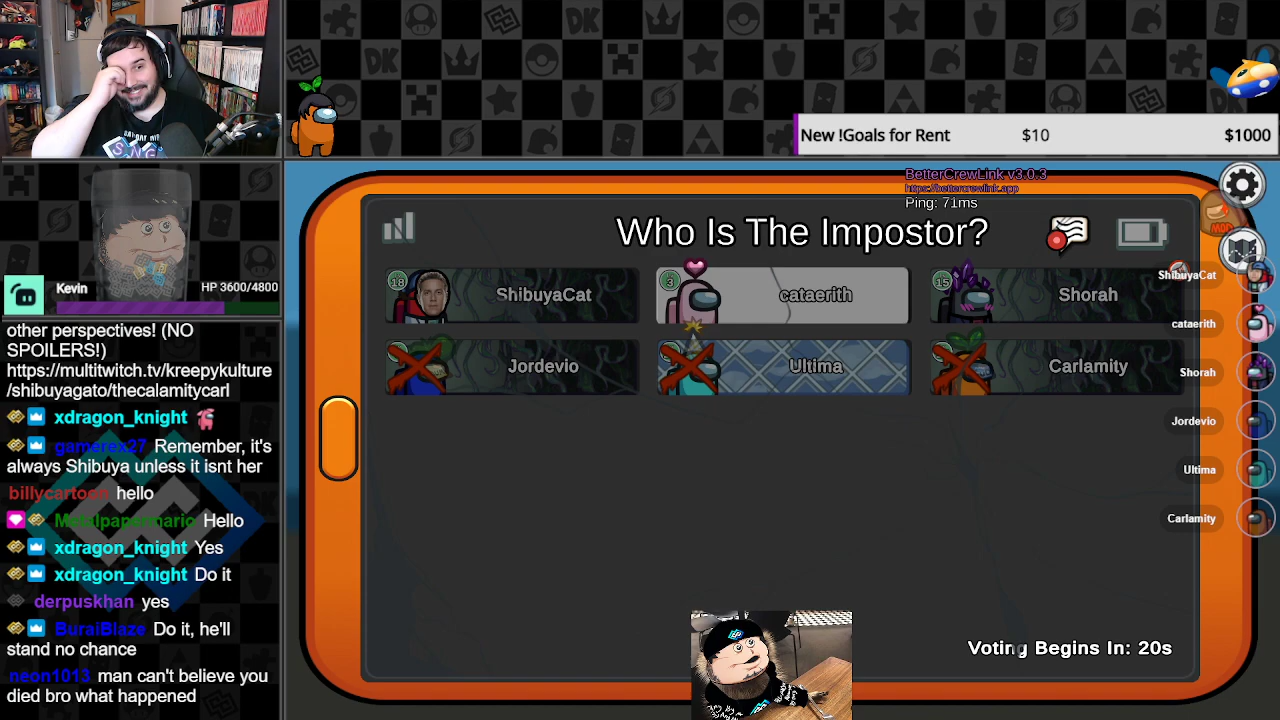 New !Goals for Rent $10 $1000
Kevin HP 3600/4800
other perspectives! (NO
SPOILERS!)
https://multitwitch.tv/kreepykulture
/shibuyagato/thecalamitycarl
xdragon_knight
gamerex27 Remember, it's
always Shibuya unless it isnt her
billycartoon hello
Metalpapermario Hello
xdragon_knight Yes
xdragon_knight Do it
derpuskhan yes
BuraiBlaze Do it, he'll
stand no chance
neon1013 man can't believe you
died bro what happened
BetterCrewLink v3.0.3
https://bettercrewlink.app
Ping: 71ms
Who Is The Impostor?
18 ShibuyaCat
3 cataerith
15 Shorah
Jordevio
Ultima
Carlamity
Voting Begins In: 20s
MOD
ShibuyaCat
cataerith
Shorah
Jordevio
Ultima
Carlamity
DK
DK
DK